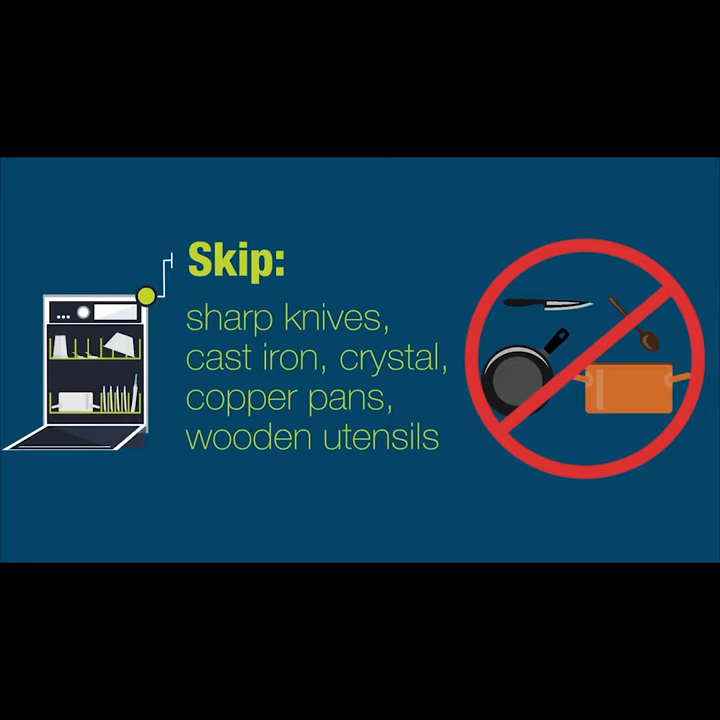 Skip:
sharp knives,
cast iron, crystal,
copper pans,
wooden utensils